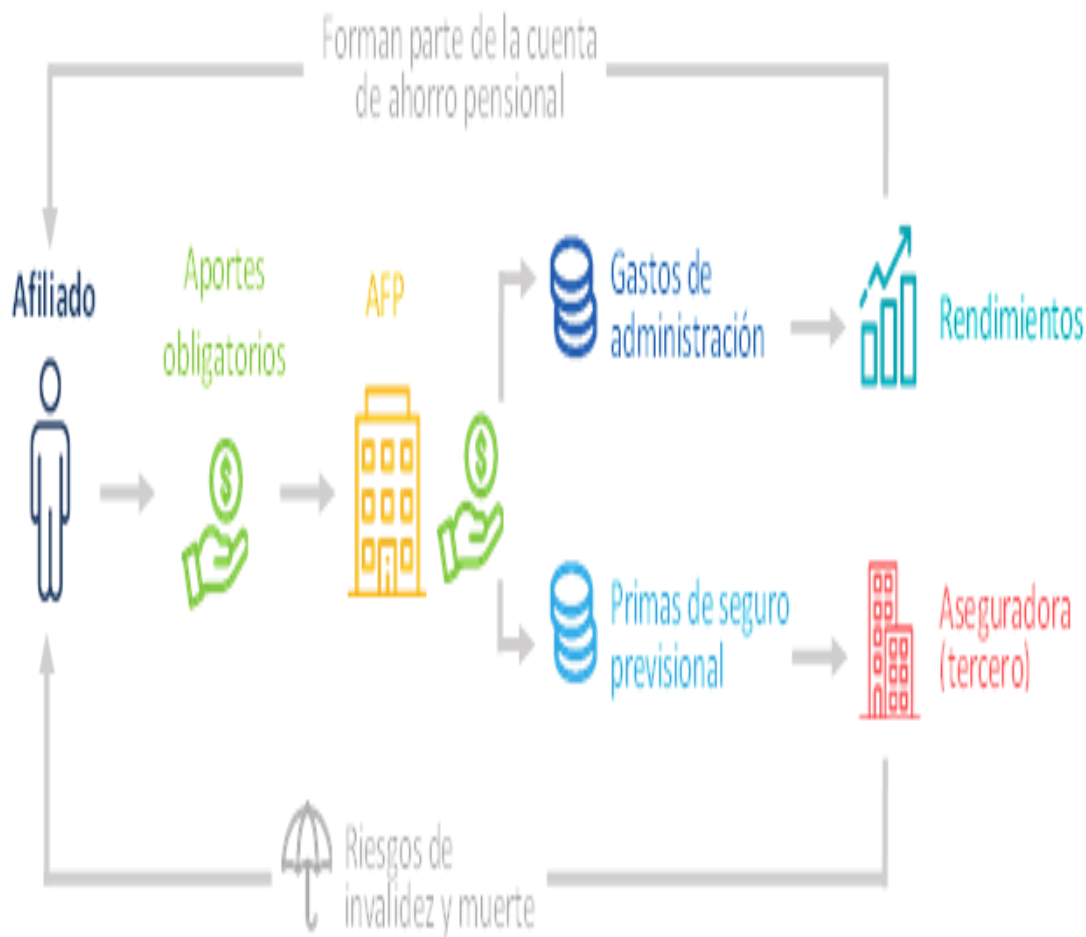 Forman parte de la cuenta
de ahorro pensional
Afiliado
Aportes
obligatorios
AFP
Gastos de
administración
Rendimientos
Primas de seguro
previsional
Aseguradora
(tercero)
Riesgos de
invalidez y muerte